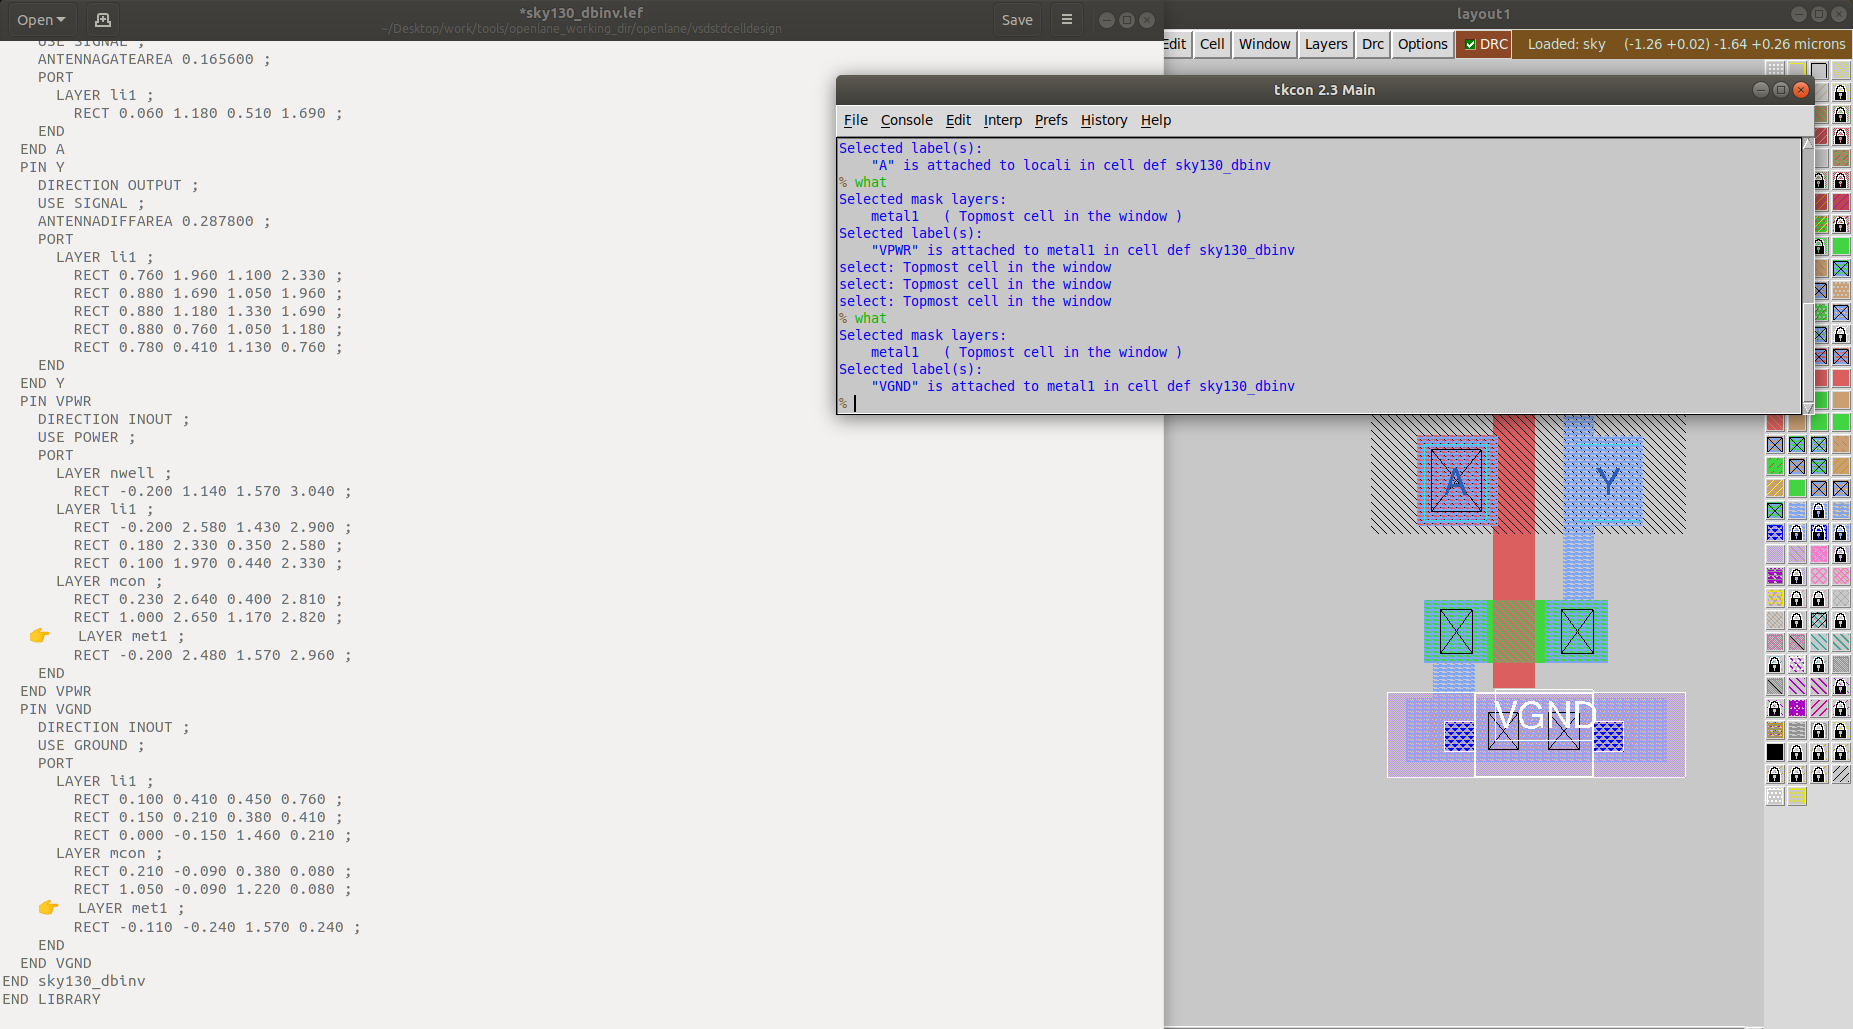 Open
*sky130_dbinv.lef
~/Desktop/work/tools/openlane_working_dir/openlane/vsdstdcelldesign
Save
USE SIGNAL ;
ANTENNAGATEAREA 0.165600 ;
PORT
LAYER li1 ;
RECT 0.060 1.180 0.510 1.690 ;
END
END A
PIN Y
DIRECTION OUTPUT ;
USE SIGNAL ;
ANTENNADIFFAREA 0.287800 ;
PORT
LAYER li1 ;
RECT 0.760 1.960 1.100 2.330 ;
RECT 0.880 1.690 1.050 1.960 ;
RECT 0.880 1.180 1.330 1.690 ;
RECT 0.880 0.760 1.050 1.180 ;
RECT 0.780 0.410 1.130 0.760 ;
END
END Y
PIN VPWR
DIRECTION INOUT ;
USE POWER ;
PORT
LAYER nwell ;
RECT -0.200 1.140 1.570 3.040 ;
LAYER li1 ;
RECT -0.200 2.580 1.430 2.900 ;
RECT 0.180 2.330 0.350 2.580 ;
RECT 0.100 1.970 0.440 2.330 ;
LAYER mcon ;
RECT 0.230 2.640 0.400 2.810 ;
RECT 1.000 2.650 1.170 2.820 ;
👉 LAYER met1 ;
RECT -0.200 2.480 1.570 2.960 ;
END
END VPWR
PIN VGND
DIRECTION INOUT ;
USE GROUND ;
PORT
LAYER li1 ;
RECT 0.100 0.410 0.450 0.760 ;
RECT 0.150 0.210 0.380 0.410 ;
RECT 0.000 -0.150 1.460 0.210 ;
LAYER mcon ;
RECT 0.210 -0.090 0.380 0.080 ;
RECT 1.050 -0.090 1.220 0.080 ;
👉 LAYER met1 ;
RECT -0.110 -0.240 1.570 0.240 ;
END
END VGND
END sky130_dbinv
END LIBRARY
layout1
Edit Cell Window Layers Drc Options DRC Loaded: sky (-1.26 +0.02) -1.64 +0.26 microns
tkcon 2.3 Main
File Console Edit Interp Prefs History Help
Selected label(s):
"A" is attached to locali in cell def sky130_dbinv
% what
Selected mask layers:
metal1 ( Topmost cell in the window )
Selected label(s):
"VPWR" is attached to metal1 in cell def sky130_dbinv
select: Topmost cell in the window
select: Topmost cell in the window
select: Topmost cell in the window
% what
Selected mask layers:
metal1 ( Topmost cell in the window )
Selected label(s):
"VGND" is attached to metal1 in cell def sky130_dbinv
%
A Y
VGND